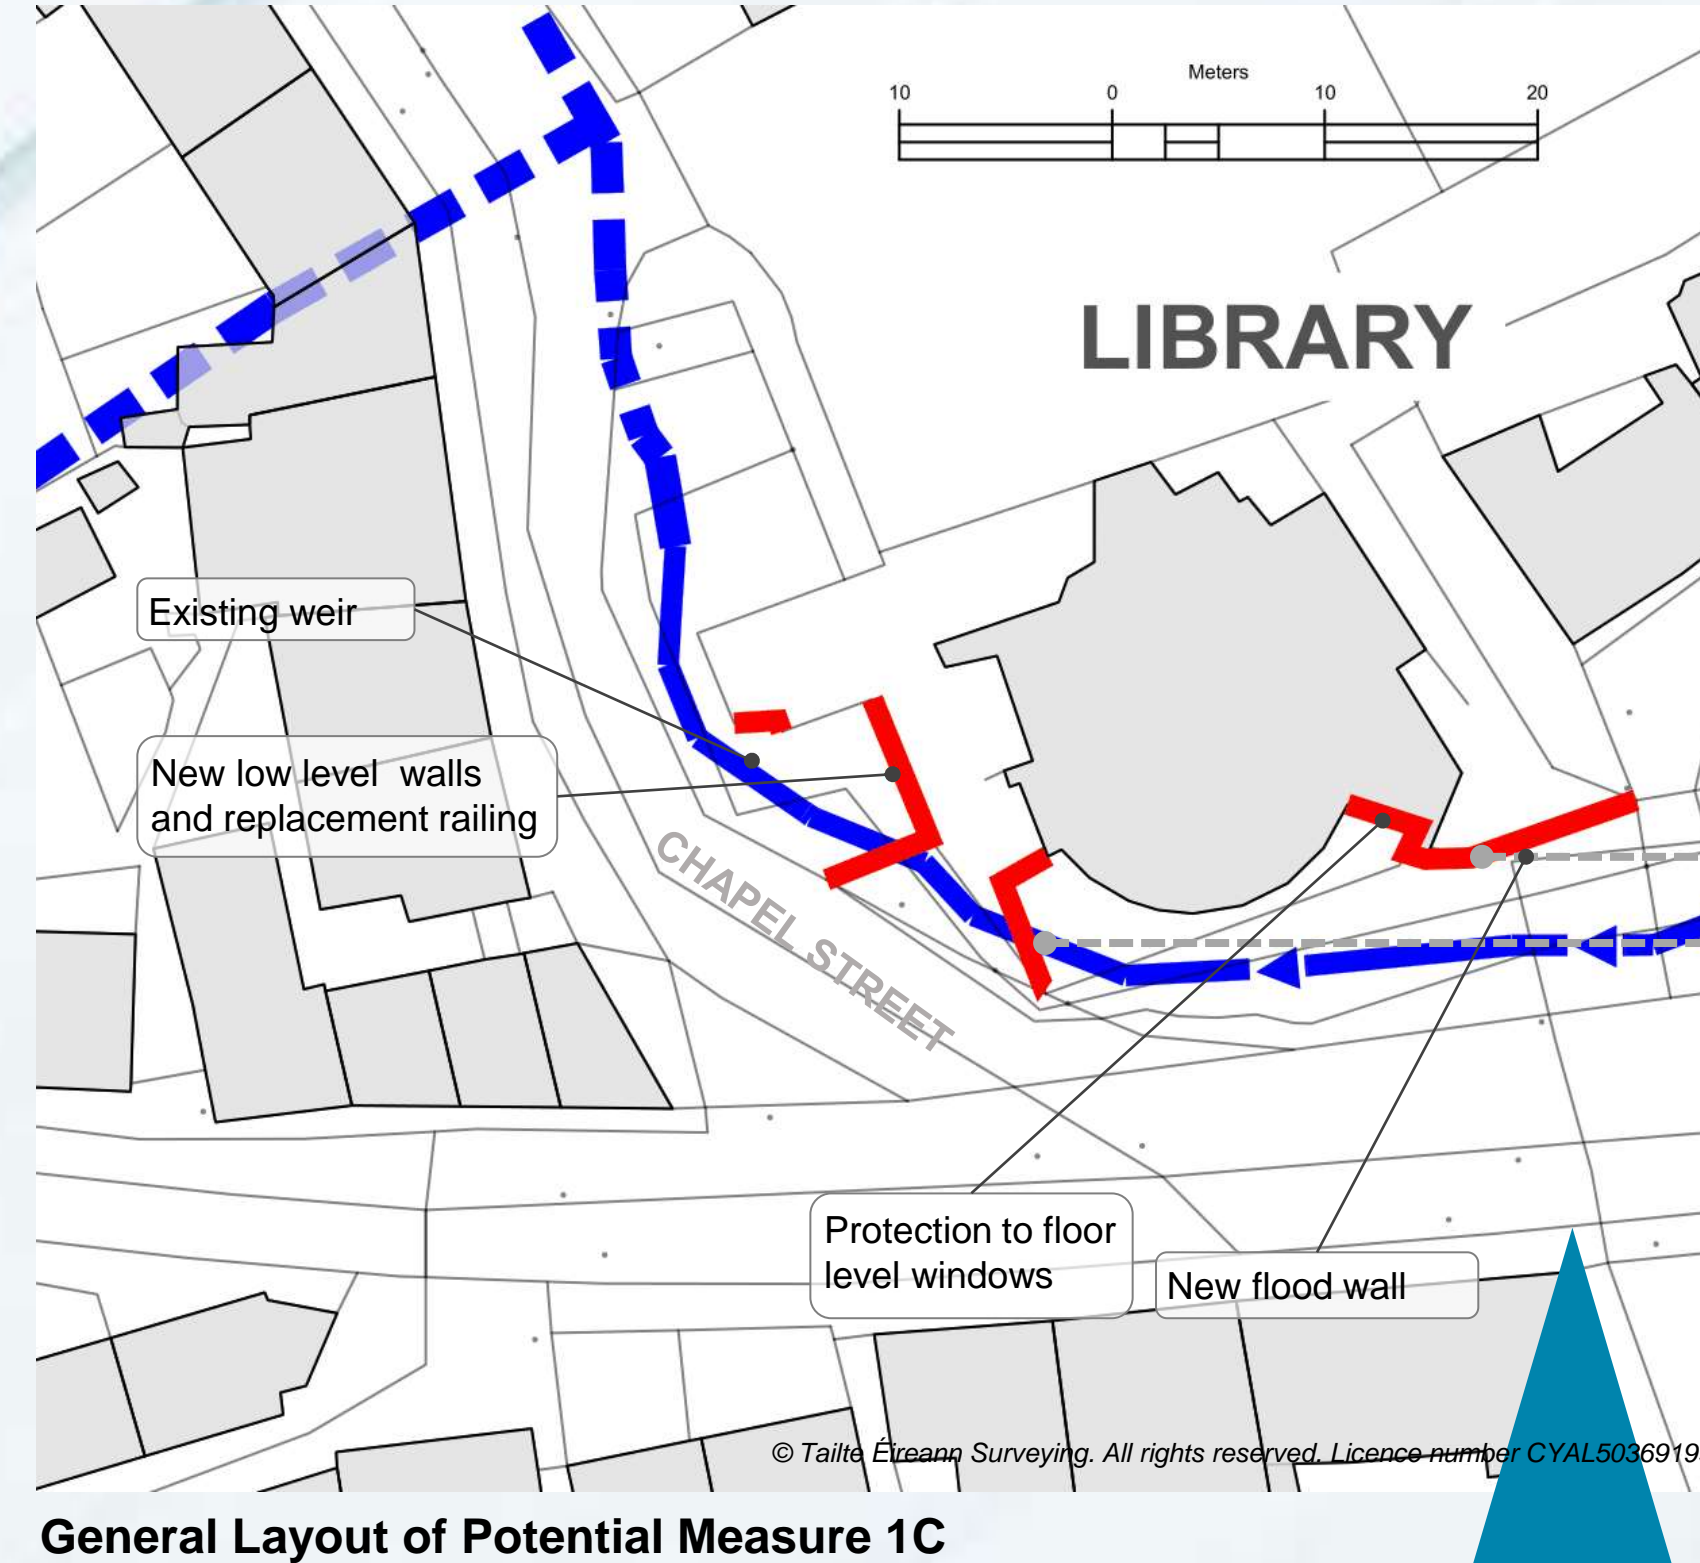 Meters
10 0 10 20
LIBRARY
Existing weir
New low level walls
and replacement railing
CHAPEL STREET
Protection to floor
level windows
New flood wall
© Tailte Éireann Surveying. All rights reserved. Licence number CYAL5036919
General Layout of Potential Measure 1C